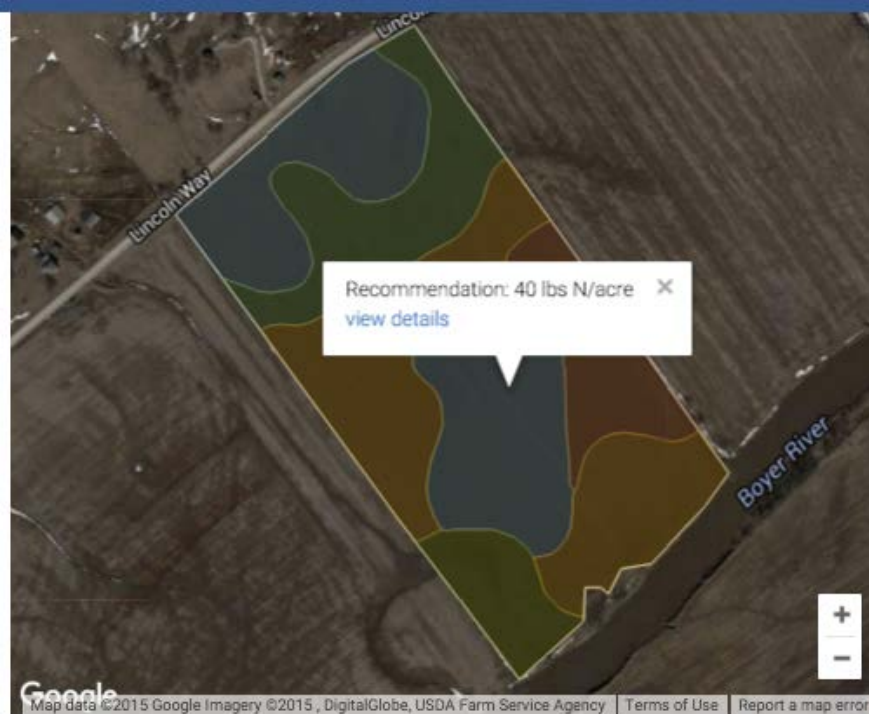 Lincoln
Lincoln Way
Recommendation: 40 lbs N/acre ×
view details
Boyer River
+
−
Google
Map data ©2015 Google Imagery ©2015 , DigitalGlobe, USDA Farm Service Agency Terms of Use Report a map error